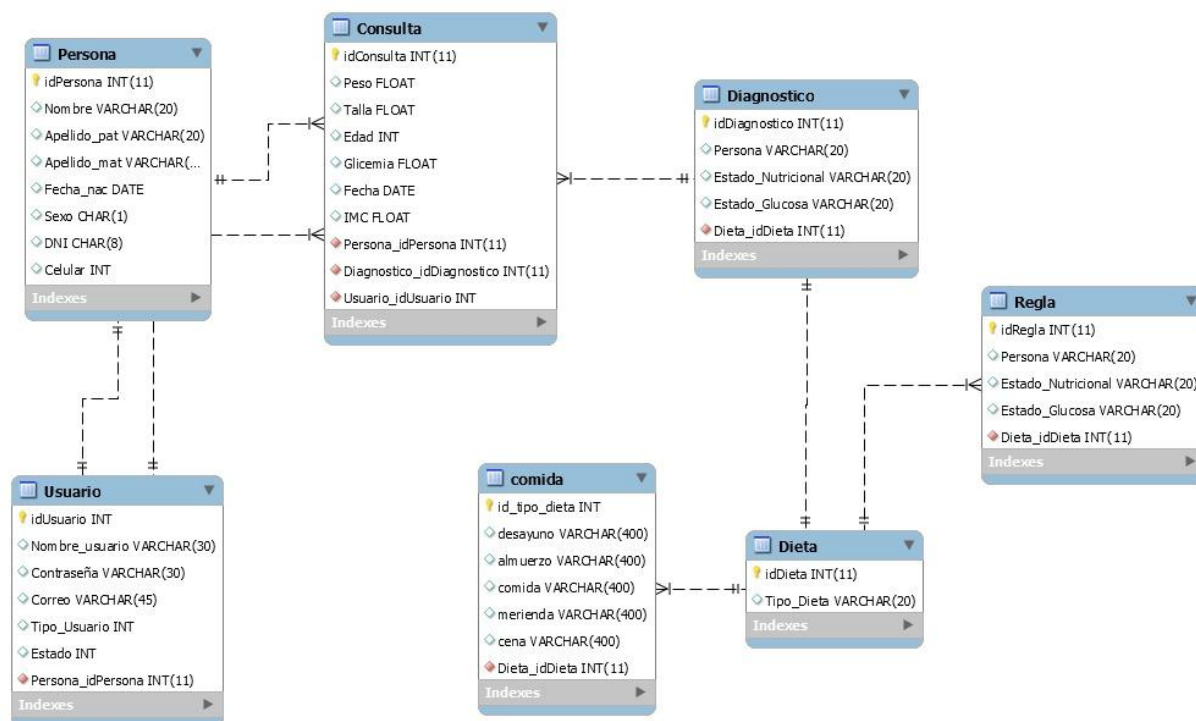 Persona
idPersona INT(11)
Nombre VARCHAR(20)
Apellido_pat VARCHAR(20)
Apellido_mat VARCHAR(...
Fecha_nac DATE
Sexo CHAR(1)
DNI CHAR(8)
Celular INT
Indexes
Consulta
idConsulta INT(11)
Peso FLOAT
Talla FLOAT
Edad INT
Glicemia FLOAT
Fecha DATE
IMC FLOAT
Persona_idPersona INT(11)
Diagnostico_idDiagnostico INT(11)
Usuario_idUsuario INT
Indexes
Diagnostico
idDiagnostico INT(11)
Persona VARCHAR(20)
Estado_Nutricional VARCHAR(20)
Estado_Glucosa VARCHAR(20)
Dieta_idDieta INT(11)
Indexes
Regla
idRegla INT(11)
Persona VARCHAR(20)
Estado_Nutricional VARCHAR(20)
Estado_Glucosa VARCHAR(20)
Dieta_idDieta INT(11)
Indexes
Usuario
idUsuario INT
Nombre_usuario VARCHAR(30)
Contraseña VARCHAR(30)
Correo VARCHAR(45)
Tipo_Usuario INT
Estado INT
Persona_idPersona INT(11)
Indexes
comida
id_tipo_dieta INT
desayuno VARCHAR(400)
almuerzo VARCHAR(400)
comida VARCHAR(400)
merienda VARCHAR(400)
cena VARCHAR(400)
Dieta_idDieta INT(11)
Indexes
Dieta
idDieta INT(11)
Tipo_Dieta VARCHAR(20)
Indexes